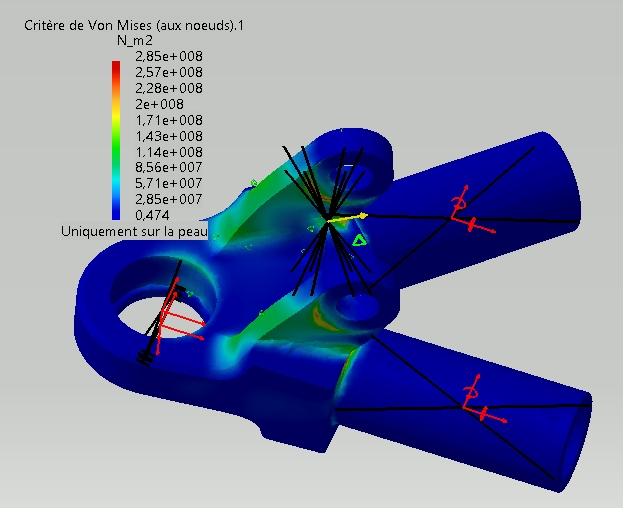 Critère de Von Mises (aux noeuds).1
N_m2
2,85e+008
2,57e+008
2,28e+008
2e+008
1,71e+008
1,43e+008
1,14e+008
8,56e+007
5,71e+007
2,85e+007
0,474
Uniquement sur la peau